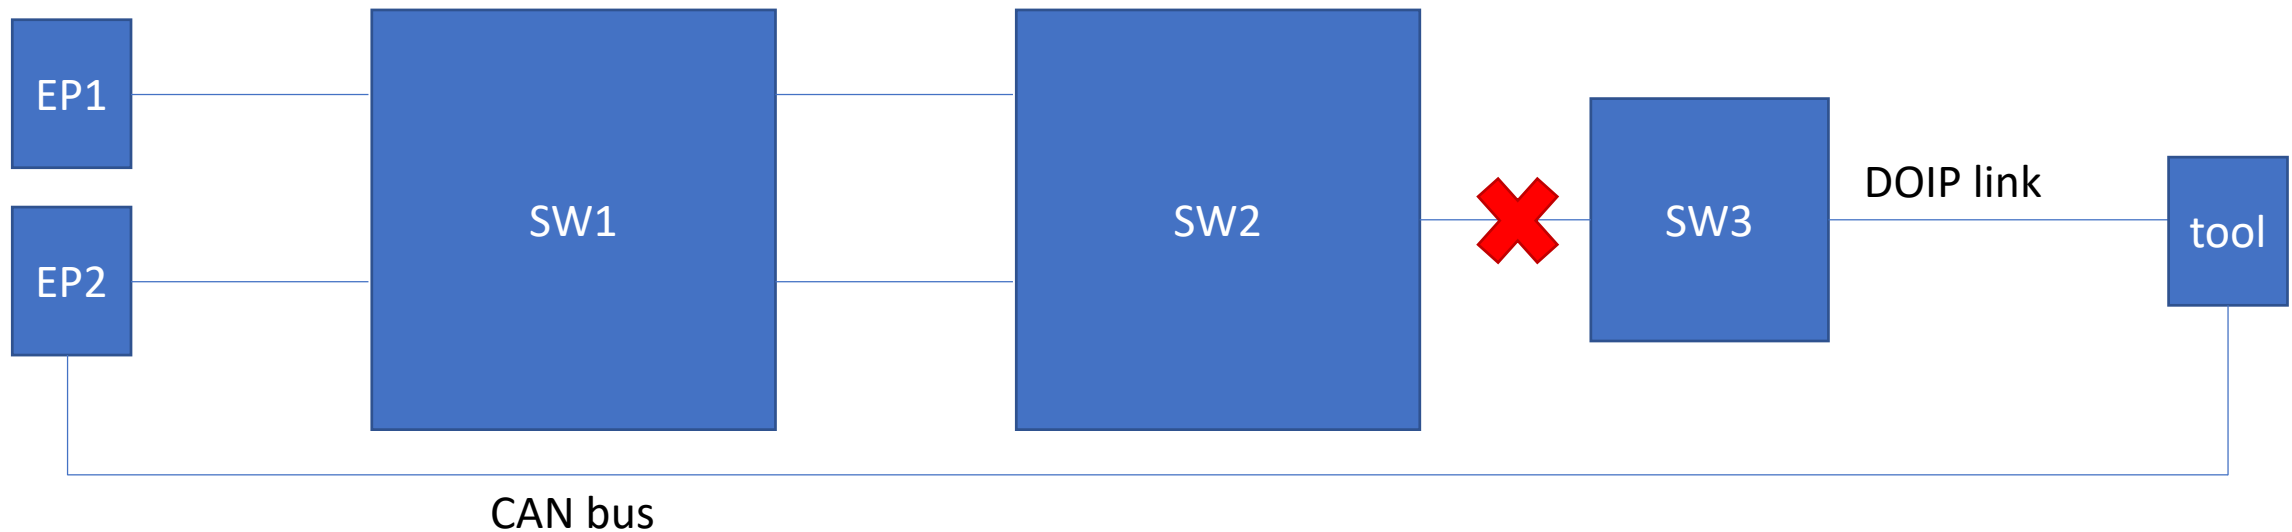 EP1
EP2
SW1
SW2
SW3
DOIP link
tool
CAN bus